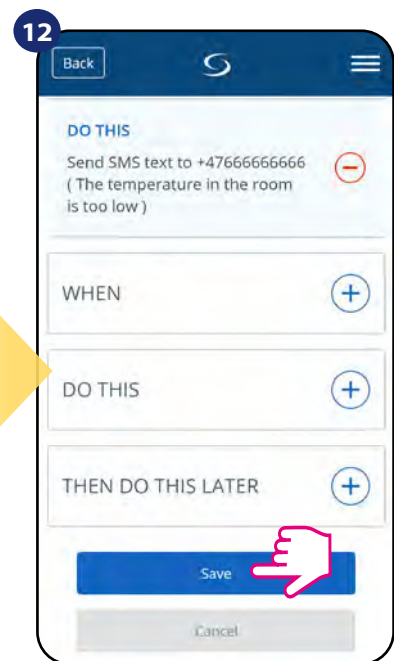 12
Back
DO THIS
Send SMS text to +47666666666
( The temperature in the room
is too low )
WHEN
DO THIS
THEN DO THIS LATER
Save
Cancel